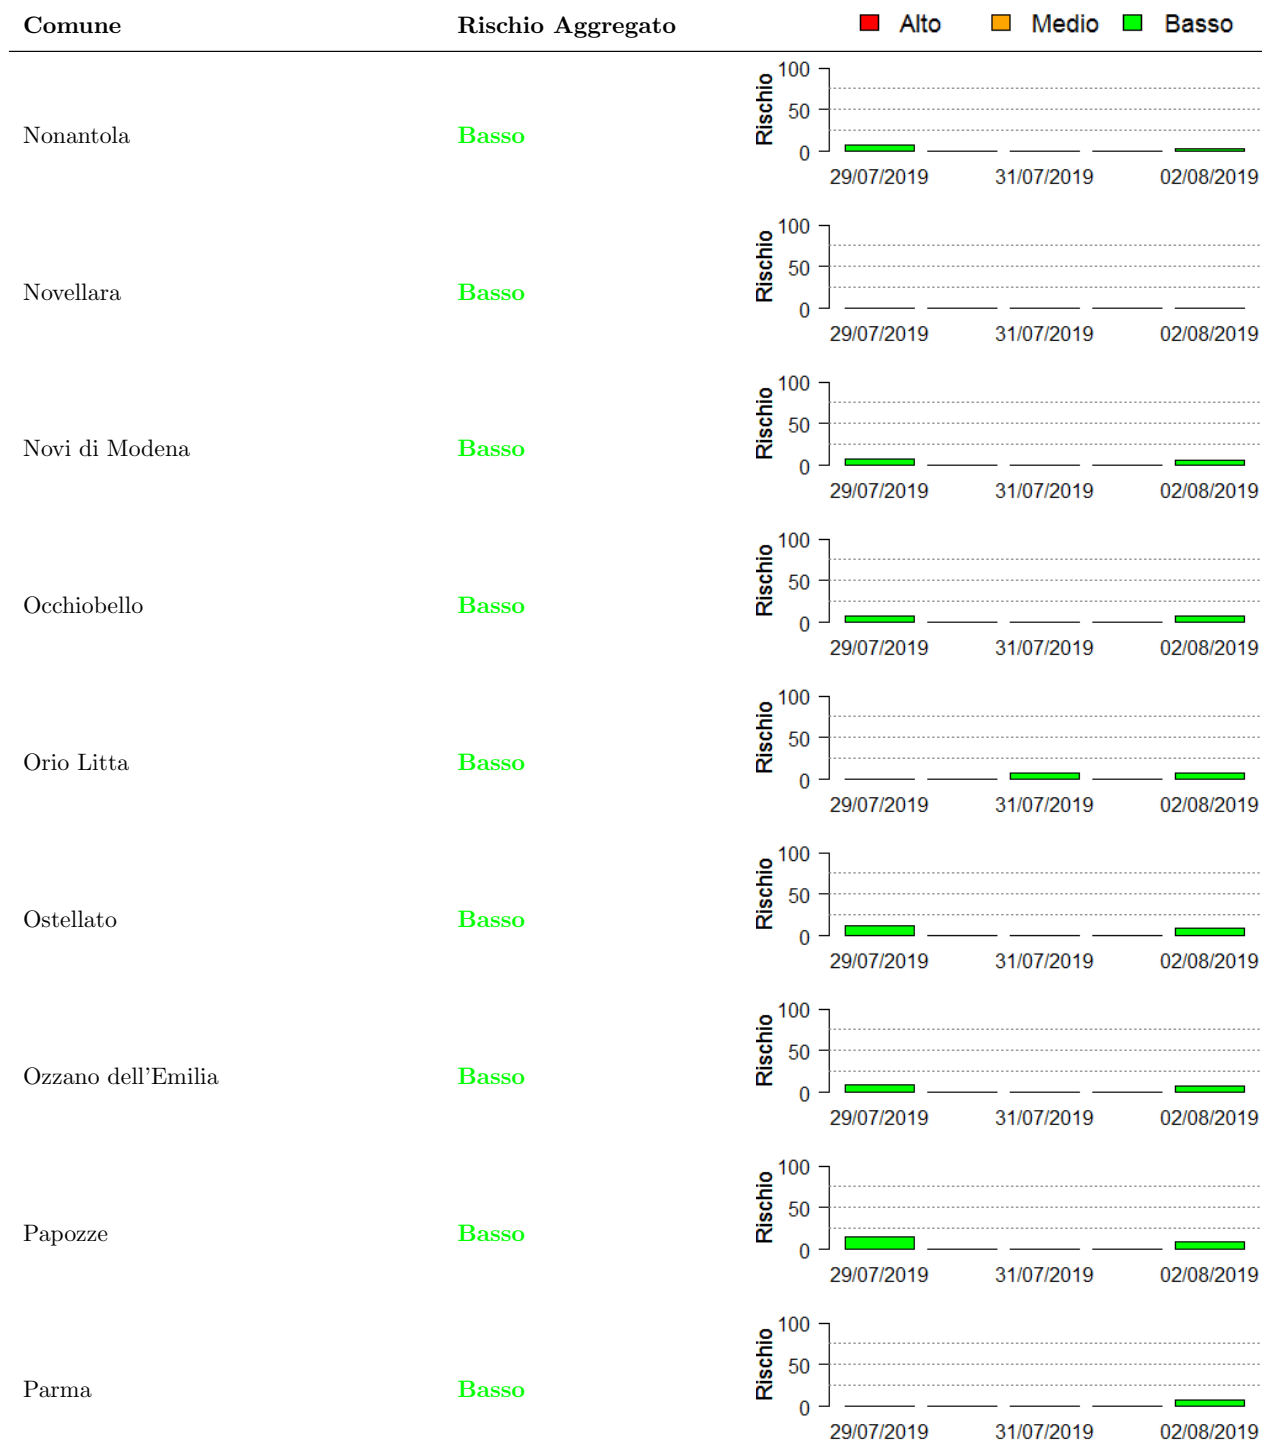 Comune Rischio Aggregato Alto Medio Basso
100
50
0
Rischio
Nonantola Basso
29/07/2019 31/07/2019 02/08/2019
100
50
0
Rischio
Novellara Basso
29/07/2019 31/07/2019 02/08/2019
100
50
0
Rischio
Novi di Modena Basso
29/07/2019 31/07/2019 02/08/2019
100
50
0
Rischio
Occhiobello Basso
29/07/2019 31/07/2019 02/08/2019
100
50
0
Rischio
Orio Litta Basso
29/07/2019 31/07/2019 02/08/2019
100
50
0
Rischio
Ostellato Basso
29/07/2019 31/07/2019 02/08/2019
100
50
0
Rischio
Ozzano dell'Emilia Basso
29/07/2019 31/07/2019 02/08/2019
100
50
0
Rischio
Papozze Basso
29/07/2019 31/07/2019 02/08/2019
100
50
0
Rischio
Parma Basso
29/07/2019 31/07/2019 02/08/2019